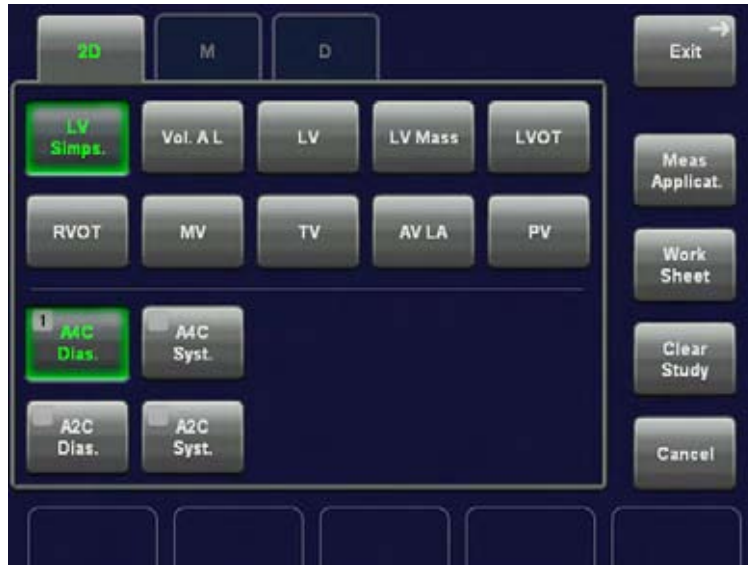 2D M D
Exit
LV
Simps.
Vol. A L
LV
LV Mass
LVOT
Meas
Applicat.
RVOT
MV
TV
AV LA
PV
Work
Sheet
1
A4C
Dias.
A4C
Syst.
Clear
Study
A2C
Dias.
A2C
Syst.
Cancel